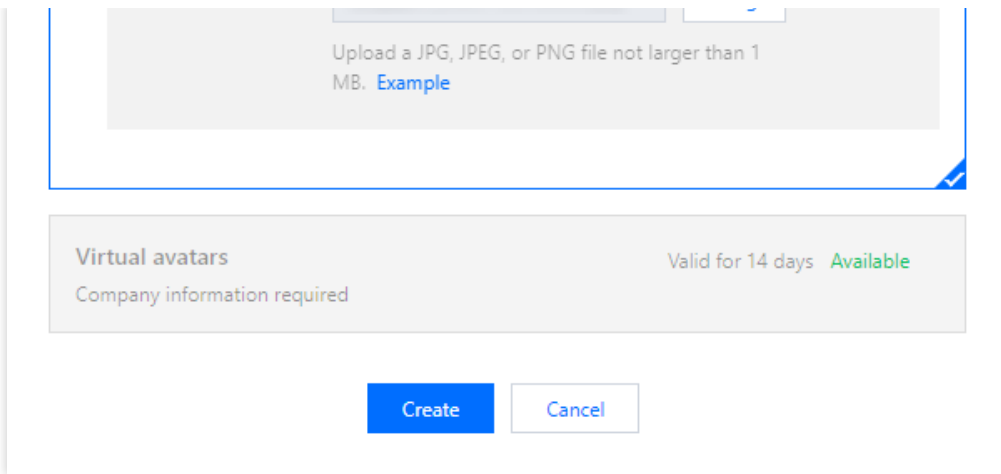 Upload a JPG, JPEG, or PNG file not larger than 1
MB. Example
Virtual avatars
Valid for 14 days Available
Company information required
Create
Cancel